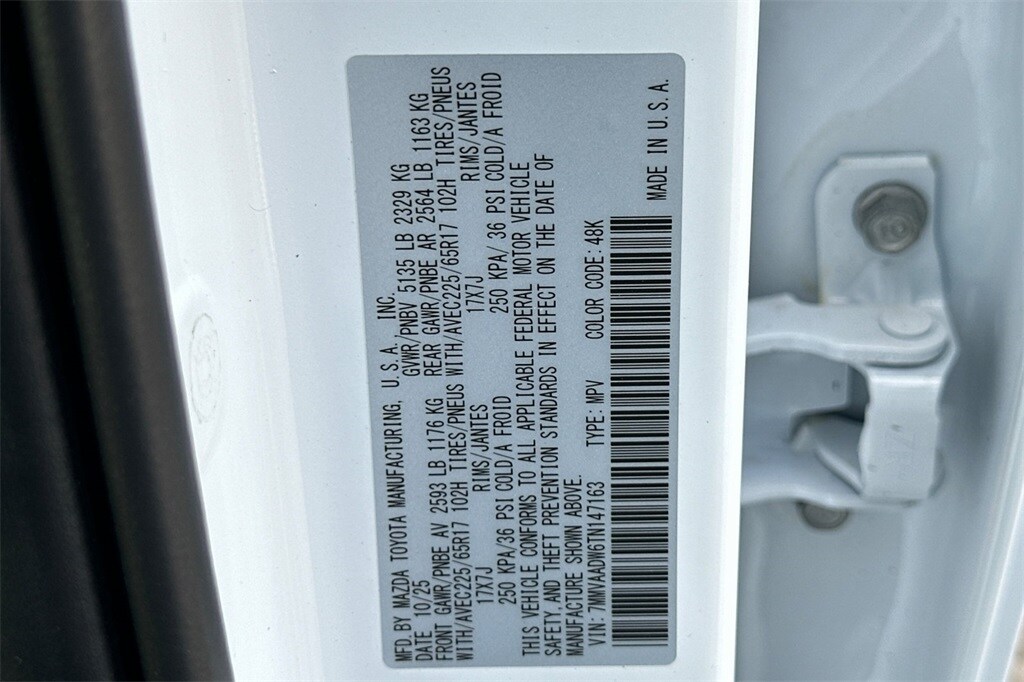 MFD.BY MAZDA TOYOTA MANUFACTURING, U.S.A., INC.
DATE 10/25 GVWR/PNBV 5135 LB 2329 KG
FRONT GAWR/PNBE AV 2593 LB 1176 KG REAR GAWR/PNBE AR 2564 LB 1163 KG
WITH/AVEC225/65R17 102H TIRES/PNEUS WITH/AVEC225/65R17 102H TIRES/PNEUS
17X7J RIMS/JANTES 17X7J RIMS/JANTES
250 KPA/36 PSI COLD/A FROID 250 KPA/ 36 PSI COLD/A FROID
THIS VEHICLE CONFORMS TO ALL APPLICABLE FEDERAL MOTOR VEHICLE
SAFETY, AND THEFT PREVENTION STANDARDS IN EFFECT ON THE DATE OF
MANUFACTURE SHOWN ABOVE.
VIN: 7MMVAADW6TN147163 TYPE: MPV COLOR CODE: 48K
MADE IN U.S.A.